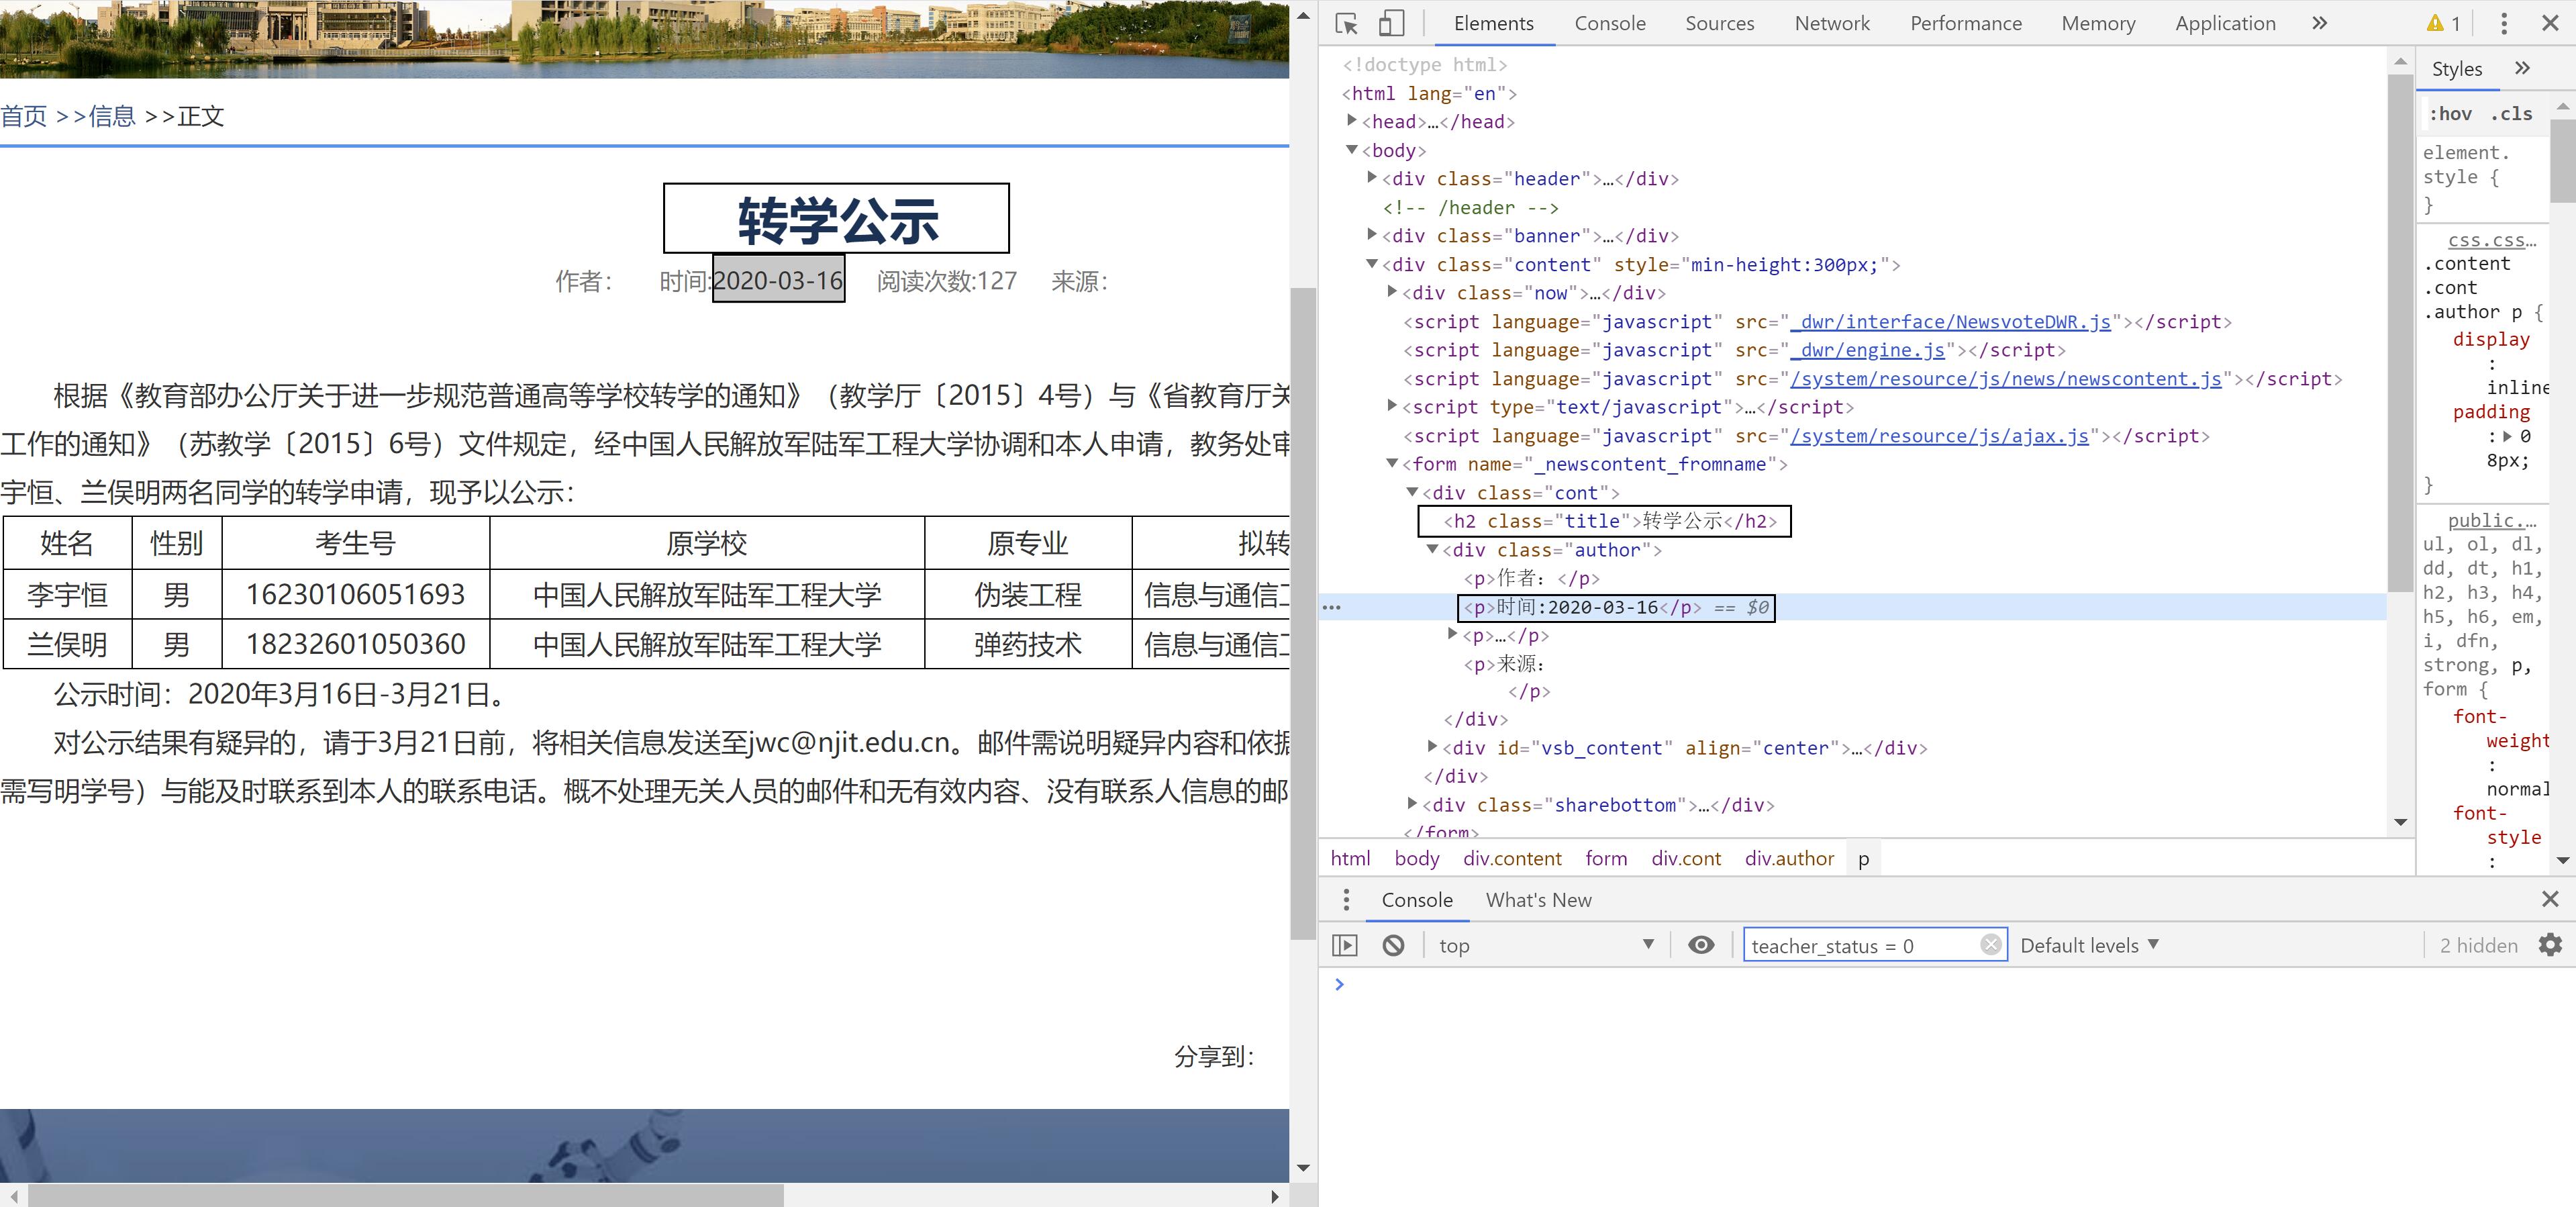 首页 >>信息 >>正文
转学公示
作者： 时间:2020-03-16 阅读次数:127 来源：
根据《教育部办公厅关于进一步规范普通高等学校转学的通知》（教学厅〔2015〕4号）与《省教育厅关
工作的通知》（苏教学〔2015〕6号）文件规定，经中国人民解放军陆军工程大学协调和本人申请，教务处审
宇恒、兰俣明两名同学的转学申请，现予以公示：
姓名 性别 考生号 原学校 原专业 拟转
李宇恒 男 16230106051693 中国人民解放军陆军工程大学 伪装工程 信息与通信工
兰俣明 男 18232601050360 中国人民解放军陆军工程大学 弹药技术 信息与通信工
公示时间：2020年3月16日-3月21日。
对公示结果有疑异的，请于3月21日前，将相关信息发送至jwc@njit.edu.cn。邮件需说明疑异内容和依据
需写明学号）与能及时联系到本人的联系电话。概不处理无关人员的邮件和无有效内容、没有联系人信息的邮
分享到：
Elements Console Sources Network Performance Memory Application » 1
<!doctype html>
<html lang="en">
<head>…</head>
<body>
<div class="header">…</div>
<!-- /header -->
<div class="banner">…</div>
<div class="content" style="min-height:300px;">
<div class="now">…</div>
<script language="javascript" src="_dwr/interface/NewsvoteDWR.js"></script>
<script language="javascript" src="_dwr/engine.js"></script>
<script language="javascript" src="/system/resource/js/news/newscontent.js"></script>
<script type="text/javascript">…</script>
<script language="javascript" src="/system/resource/js/ajax.js"></script>
<form name="_newscontent_fromname">
<div class="cont">
<h2 class="title">转学公示</h2>
<div class="author">
<p>作者：</p>
… <p>时间:2020-03-16</p> == $0
<p>…</p>
<p>来源：
</p>
</div>
<div id="vsb_content" align="center">…</div>
</div>
<div class="sharebottom">…</div>
</form>
html body div.content form div.cont div.author p
Styles »
:hov .cls
element.
style {
}
css.css…
.content
.cont
.author p {
display
:
inline
padding
: 0
8px;
}
public.…
ul, ol, dl,
dd, dt, h1,
h2, h3, h4,
h5, h6, em,
i, dfn,
strong, p,
form {
font-
weight
:
normal
font-
style
:
Console What's New
top teacher_status = 0 Default levels 2 hidden
>